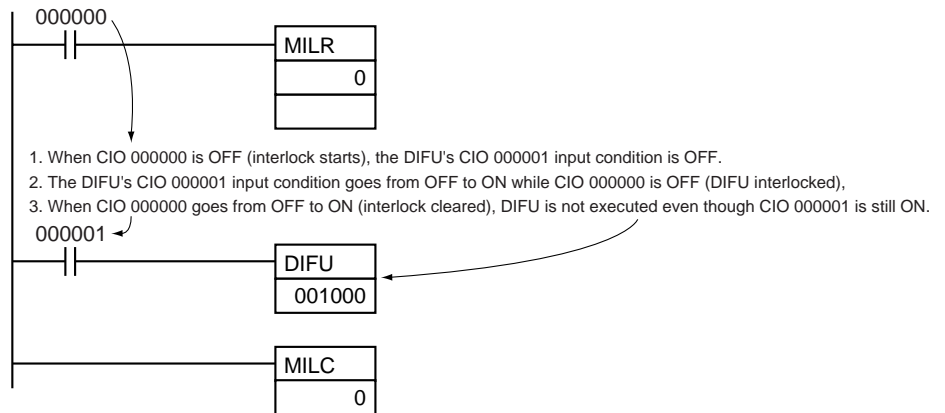 000000
MILR
0
1. When CIO 000000 is OFF (interlock starts), the DIFU's CIO 000001 input condition is OFF.
2. The DIFU's CIO 000001 input condition goes from OFF to ON while CIO 000000 is OFF (DIFU interlocked),
3. When CIO 000000 goes from OFF to ON (interlock cleared), DIFU is not executed even though CIO 000001 is still ON.
000001
DIFU
001000
MILC
0